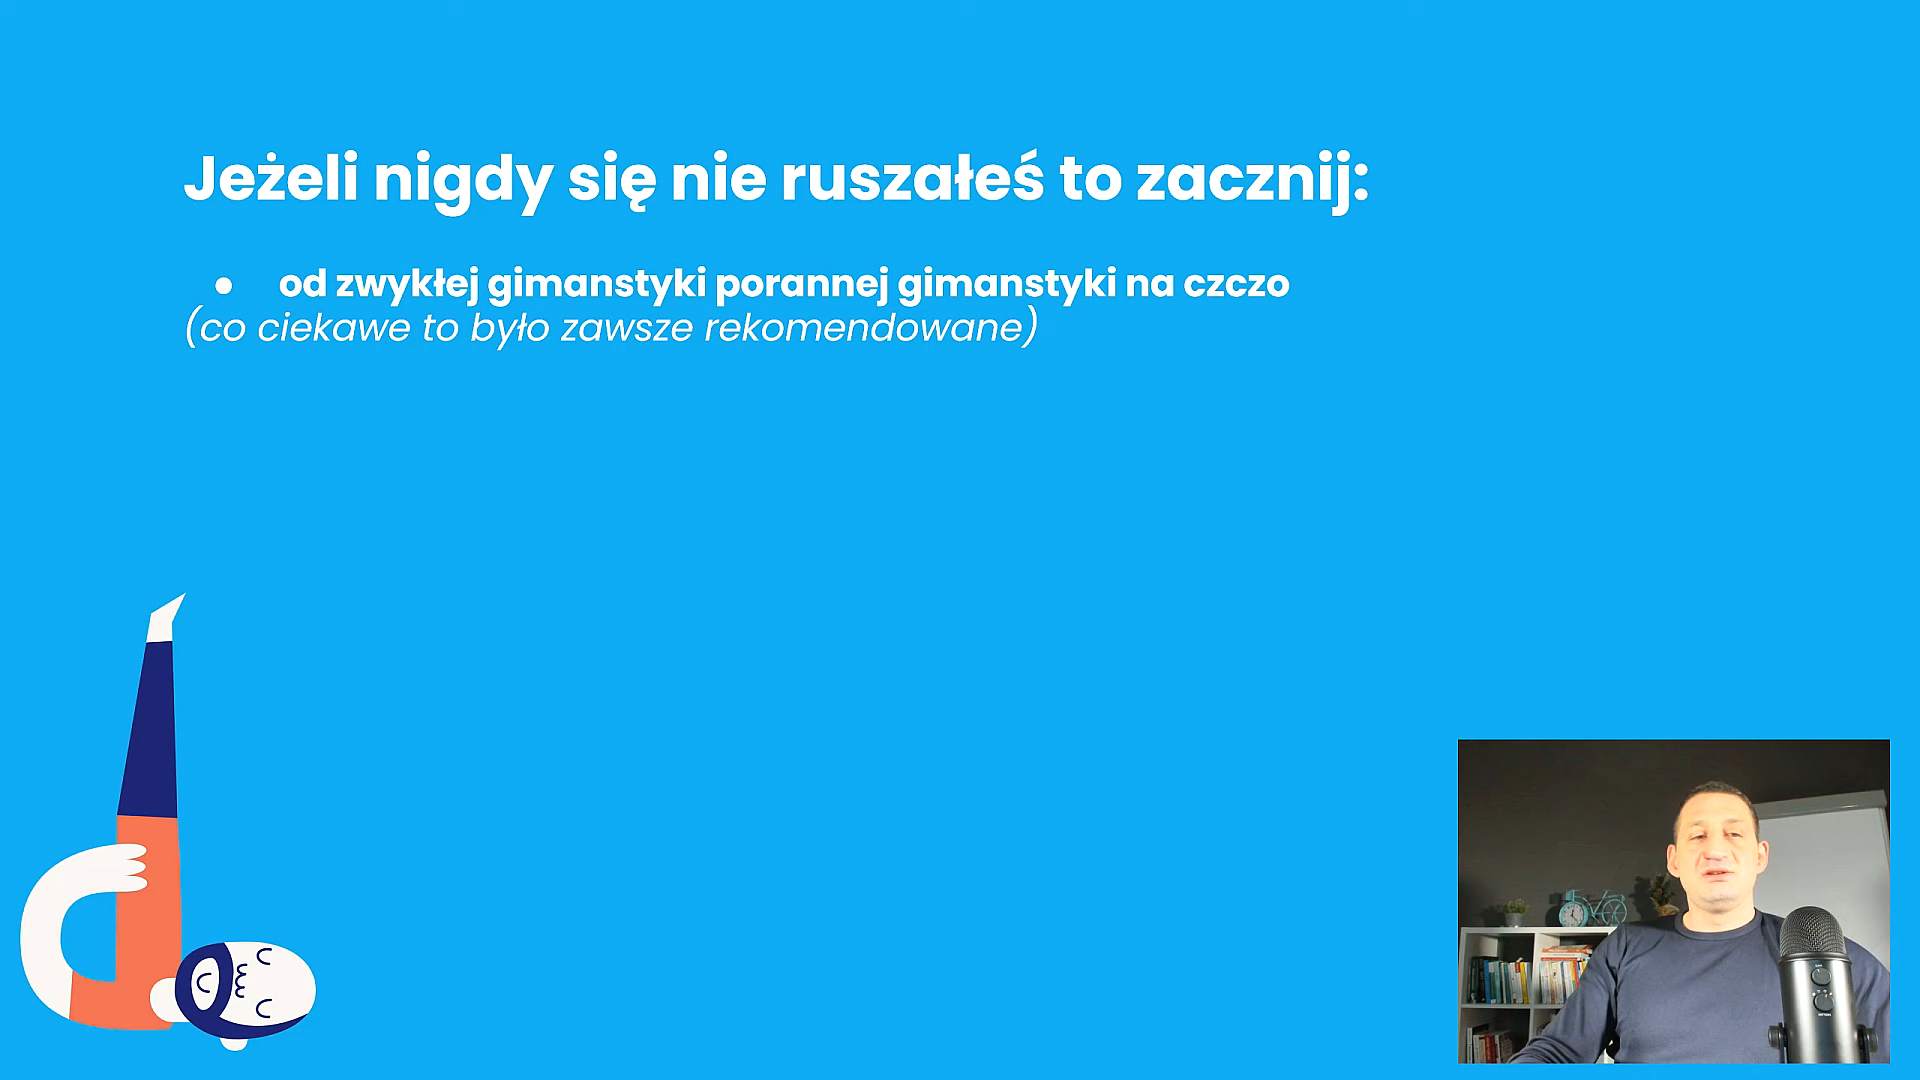 Jeżeli nigdy się nie ruszałeś to zacznij:
● od zwykłej gimanstyki porannej gimanstyki na czczo
(co ciekawe to było zawsze rekomendowane)